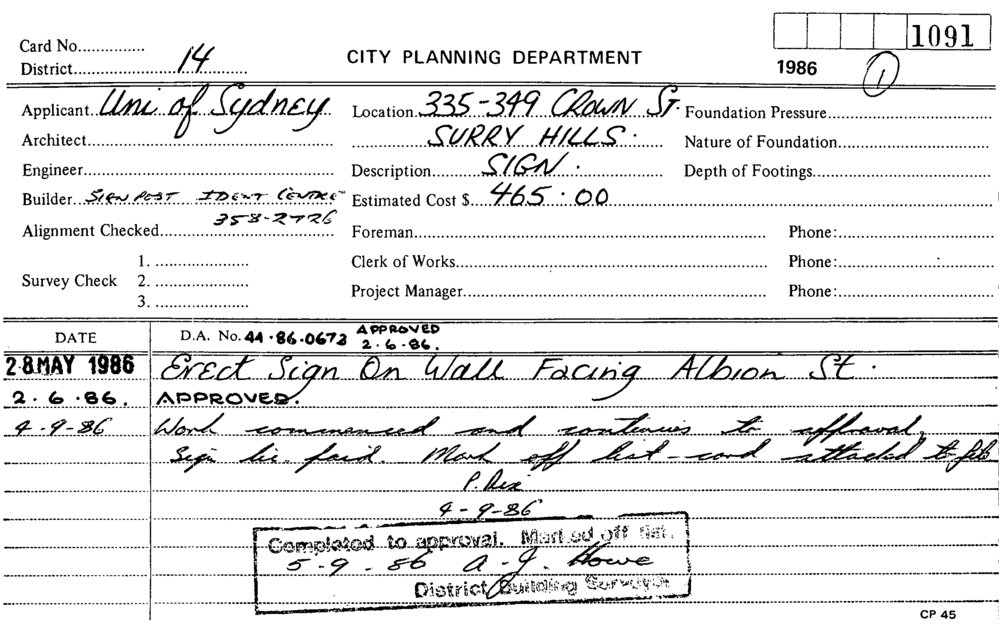 Card No...............
District........14........
CITY PLANNING DEPARTMENT
1091
1986
1
Applicant..Uni of Sydney
Location..335-349 CROWN ST.
Foundation Pressure
Architect
SURRY HILLS.
Nature of Foundation
Engineer
Description......SIGN.
Depth of Footings
Builder..SIGN POST IDENT CENTRE
358-2726
Estimated Cost $...465.00
Alignment Checked
Foreman
Phone:
Survey Check
1.
2.
3.
Clerk of Works
Phone:
Project Manager
Phone:
DATE
D.A. No. 44.86.0673 APPROVED 2.6.86.
28 MAY 1986 Erect Sign On Wall Facing Albion St.
2.6.86. APPROVED.
4-9-86 Work commenced and continues to approval.
Sign lic. paid. Mark off list - card attached to file
P. Dix
4-9-86
Completed to approval. Marked off list.
5-9-86 A.J. Howe
District Building Surveyor
CP 45